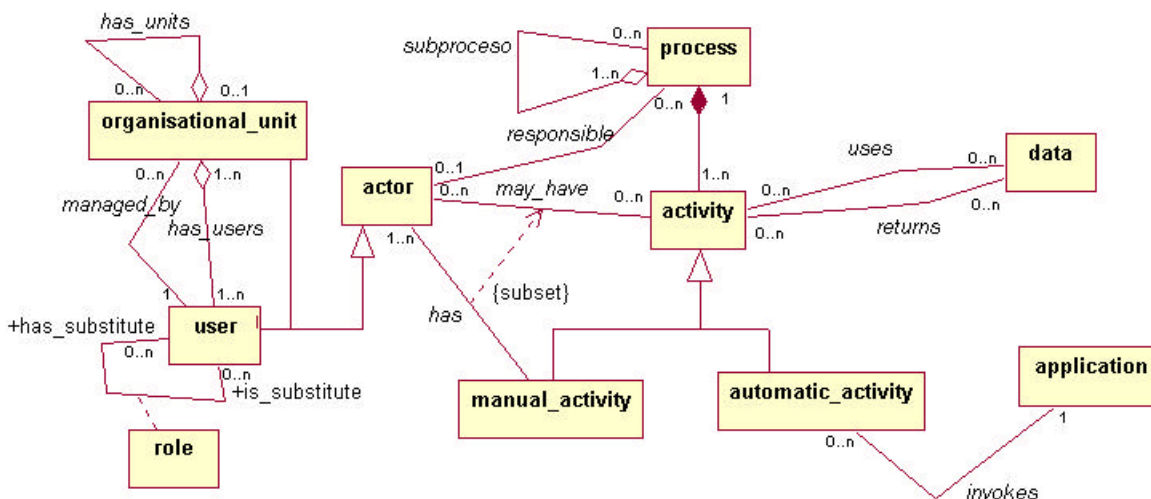 has_units
0..n
0..1
organisational_unit
0..n
1..n
managed_by
has_users
1
1..n
user
+has_substitute
0..n
0..n
+is_substitute
role
subproceso
0..n
process
1..n
0..n
1
responsible
0..1
actor
0..n
may_have
0..n
1..n
1..n
activity
uses
0..n
data
0..n
0..n
0..n
returns
{subset}
has
manual_activity
automatic_activity
application
0..n
1
invokes